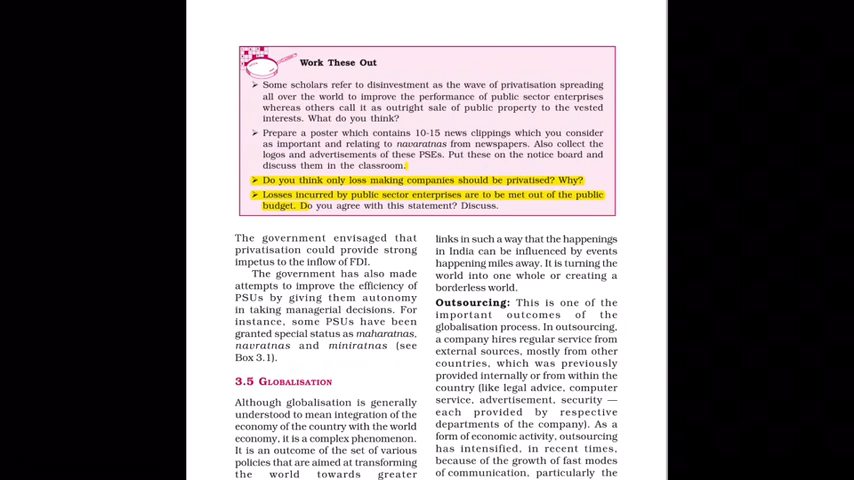 Work These Out
➢ Some scholars refer to disinvestment as the wave of privatisation spreading
all over the world to improve the performance of public sector enterprises
whereas others call it as outright sale of public property to the vested
interests. What do you think?
➢ Prepare a poster which contains 10-15 news clippings which you consider
as important and relating to navaratnas from newspapers. Also collect the
logos and advertisements of these PSEs. Put these on the notice board and
discuss them in the classroom.
➢ Do you think only loss making companies should be privatised? Why?
➢ Losses incurred by public sector enterprises are to be met out of the public
budget. Do you agree with this statement? Discuss.
The government envisaged that
privatisation could provide strong
impetus to the inflow of FDI.
The government has also made
attempts to improve the efficiency of
PSUs by giving them autonomy
in taking managerial decisions. For
instance, some PSUs have been
granted special status as maharatnas,
navratnas and miniratnas (see
Box 3.1).
3.5 GLOBALISATION
Although globalisation is generally
understood to mean integration of the
economy of the country with the world
economy, it is a complex phenomenon.
It is an outcome of the set of various
policies that are aimed at transforming
the world towards greater
links in such a way that the happenings
in India can be influenced by events
happening miles away. It is turning the
world into one whole or creating a
borderless world.
Outsourcing: This is one of the
important outcomes of the
globalisation process. In outsourcing,
a company hires regular service from
external sources, mostly from other
countries, which was previously
provided internally or from within the
country (like legal advice, computer
service, advertisement, security —
each provided by respective
departments of the company). As a
form of economic activity, outsourcing
has intensified, in recent times,
because of the growth of fast modes
of communication, particularly the